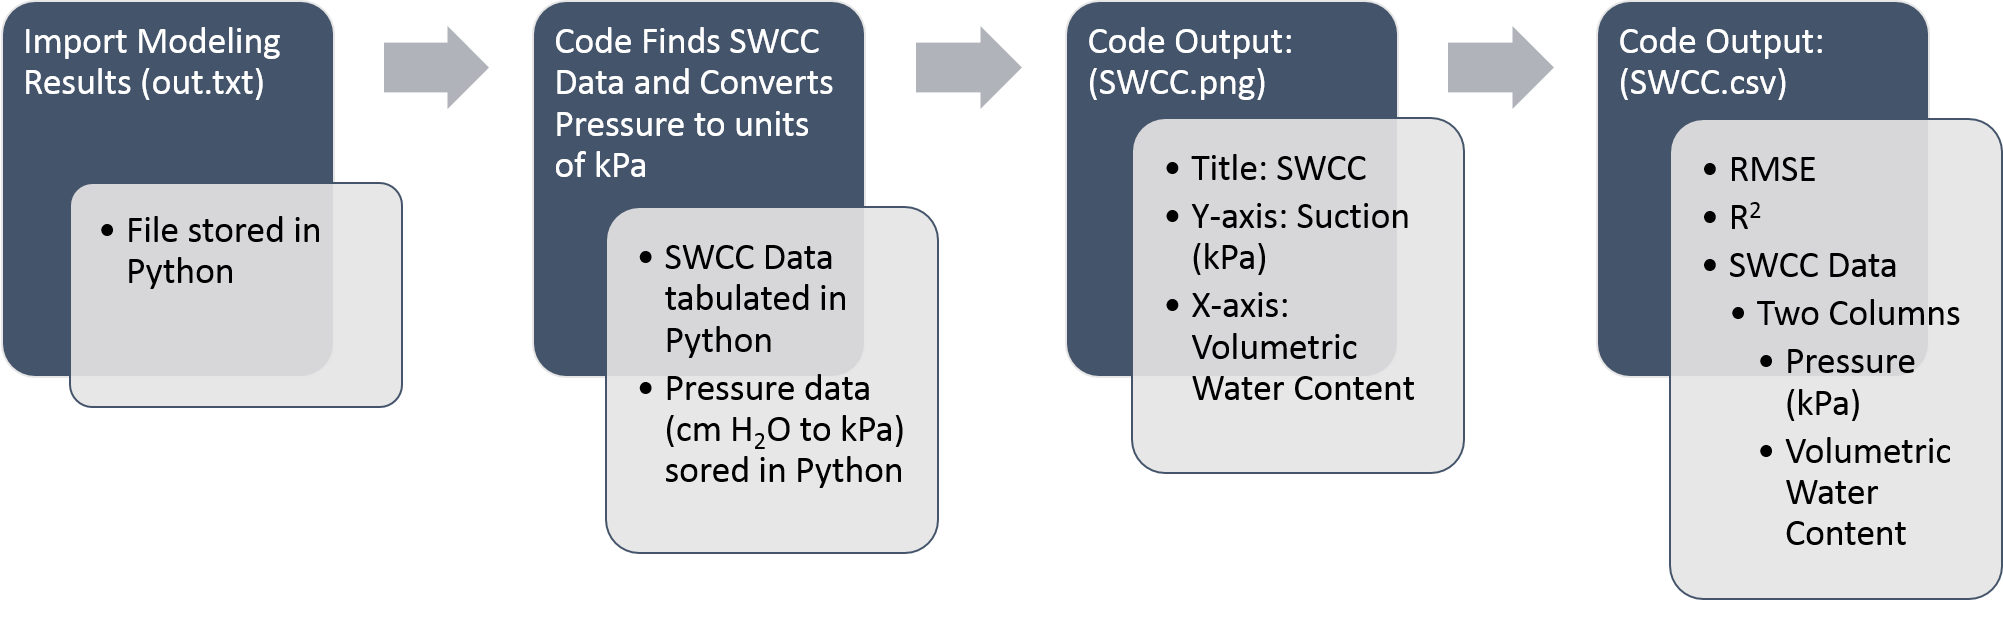 Import Modeling
Results (out.txt)
• File stored in
Python
Code Finds SWCC
Data and Converts
Pressure to units
of kPa
• SWCC Data
tabulated in
Python
• Pressure data
(cm H₂O to kPa)
sored in Python
Code Output:
(SWCC.png)
• Title: SWCC
• Y-axis: Suction
(kPa)
• X-axis:
Volumetric
Water Content
Code Output:
(SWCC.csv)
• RMSE
• R²
• SWCC Data
• Two Columns
• Pressure
(kPa)
• Volumetric
Water
Content